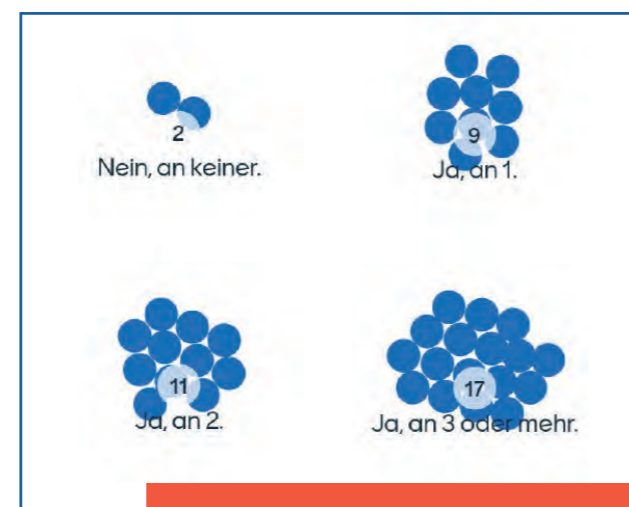 2
Nein, an keiner.
9
Ja, an 1.
11
Ja, an 2.
17
Ja, an 3 oder mehr.